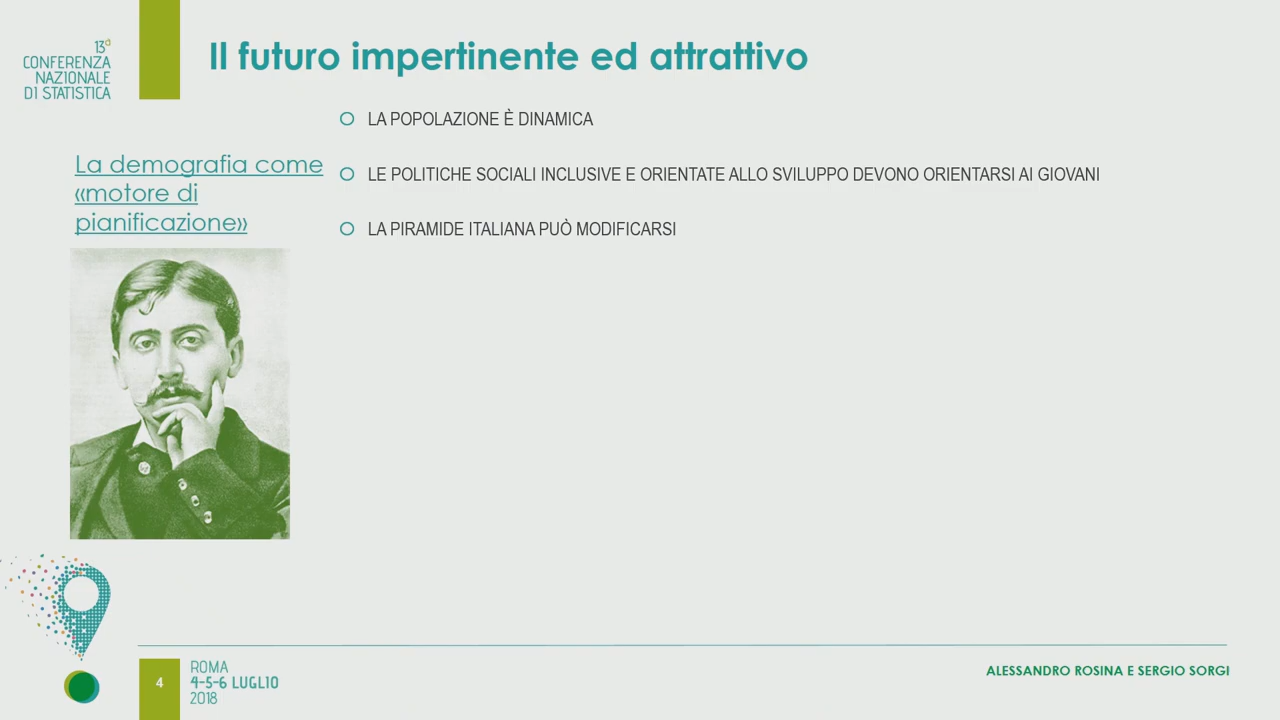 13a
CONFERENZA
NAZIONALE
DI STATISTICA
Il futuro impertinente ed attrattivo
La demografia come
«motore di
pianificazione»
LA POPOLAZIONE È DINAMICA
LE POLITICHE SOCIALI INCLUSIVE E ORIENTATE ALLO SVILUPPO DEVONO ORIENTARSI AI GIOVANI
LA PIRAMIDE ITALIANA PUÒ MODIFICARSI
4
ROMA
4-5-6 LUGLIO
2018
ALESSANDRO ROSINA E SERGIO SORGI